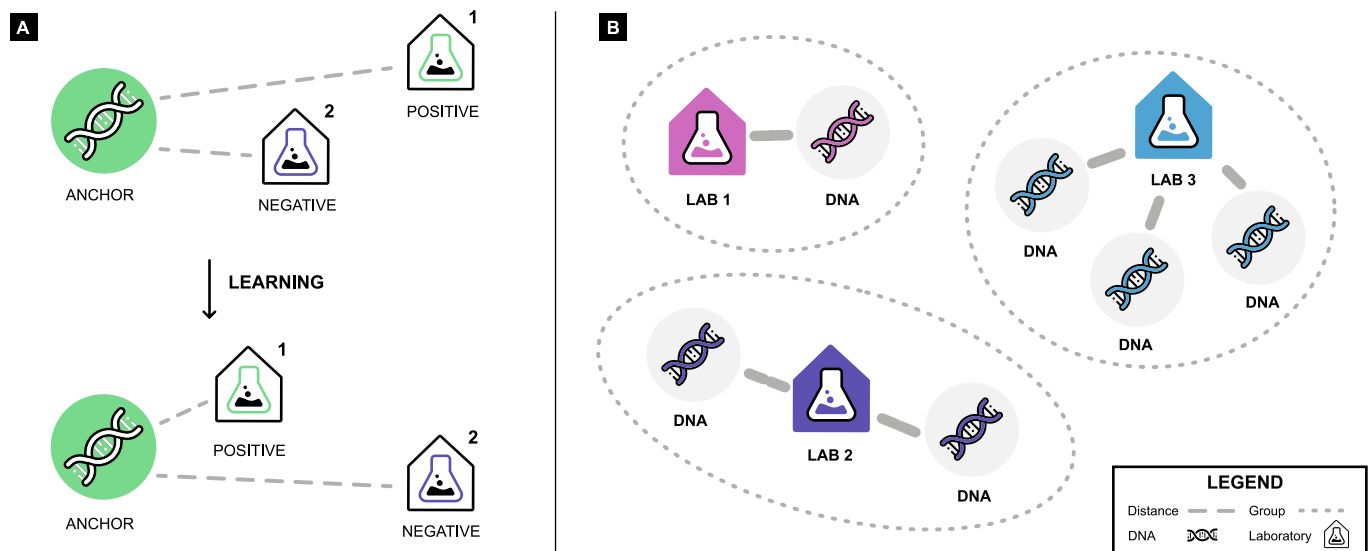 A
1
POSITIVE
2
ANCHOR
NEGATIVE
LEARNING
1
POSITIVE
2
ANCHOR
NEGATIVE
B
LAB 1
DNA
LAB 3
DNA
DNA
DNA
DNA
LAB 2
DNA
LEGEND
Distance
Group
DNA
Laboratory